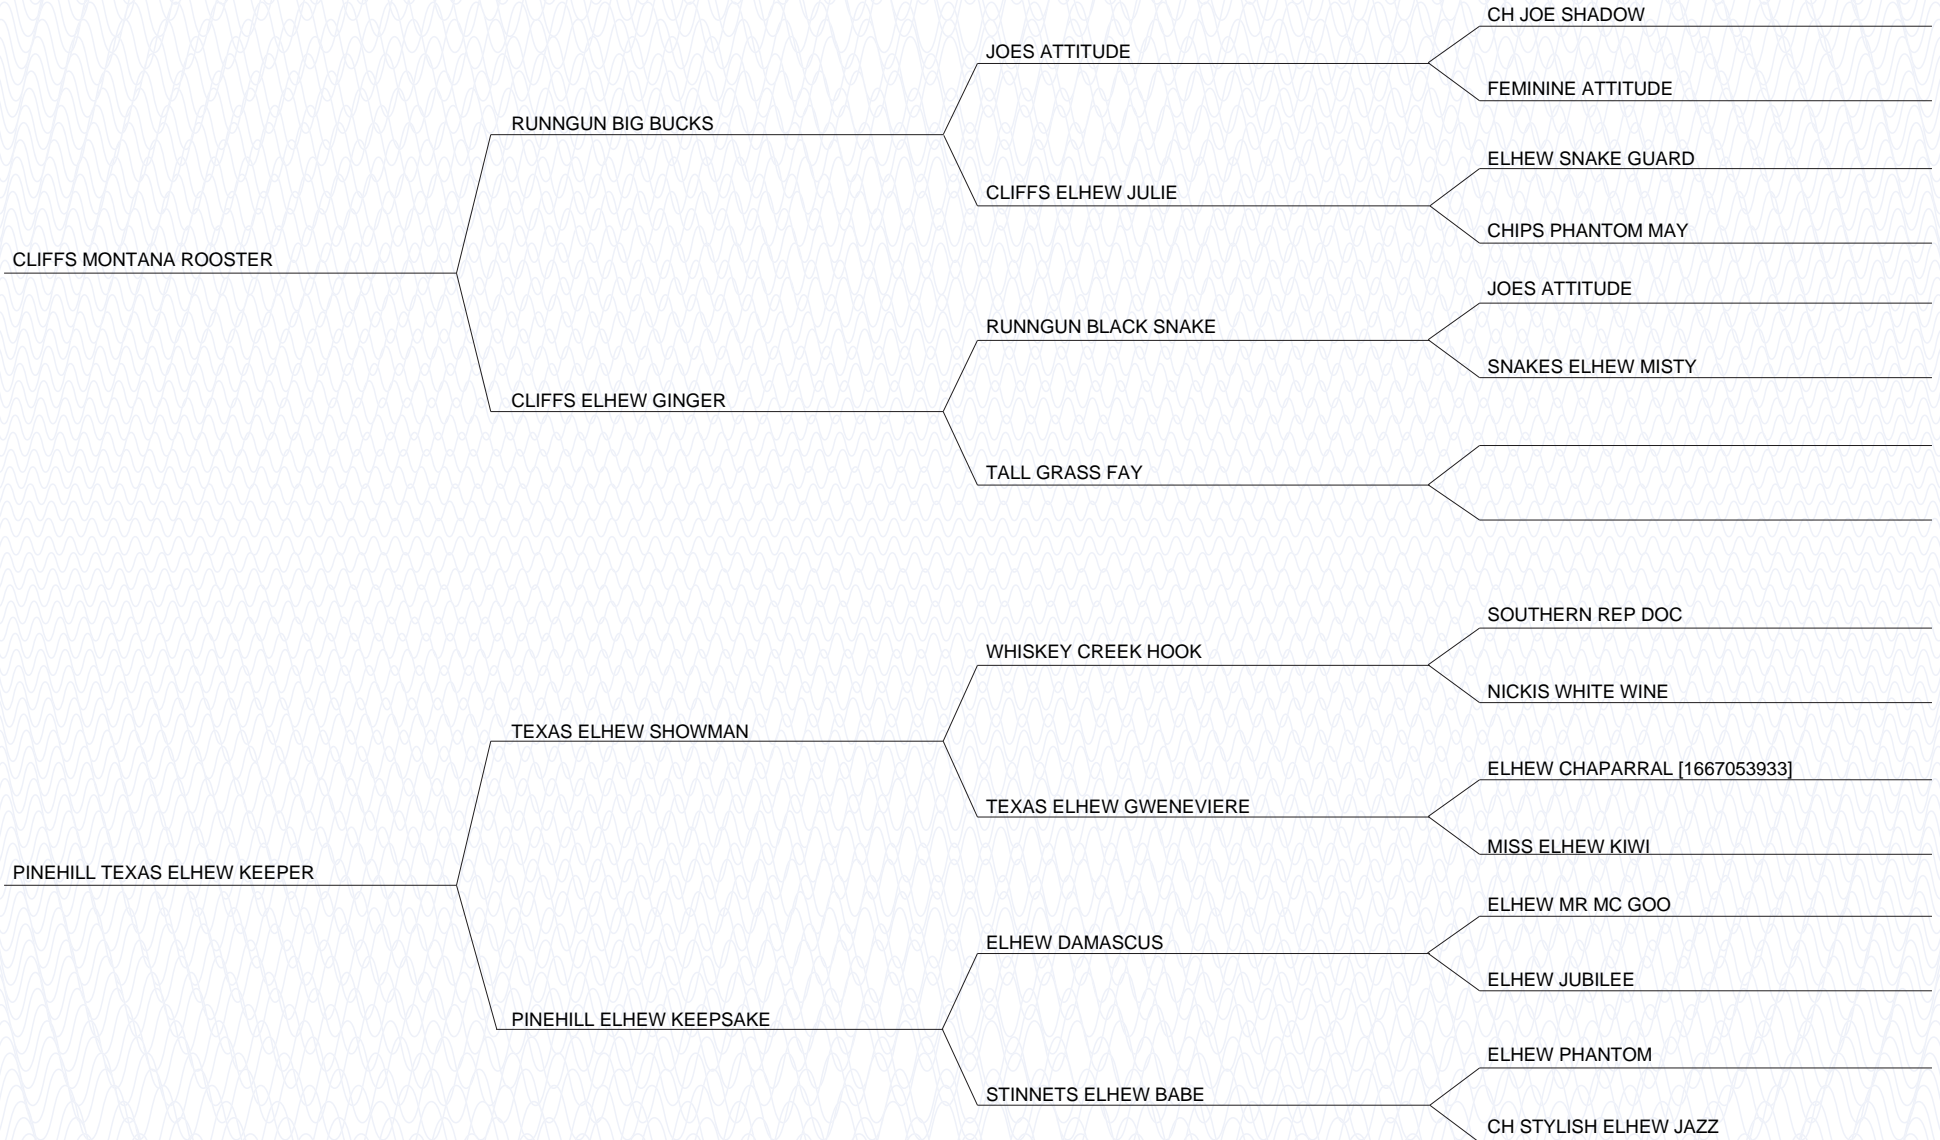 CH JOE SHADOW
JOES ATTITUDE
FEMININE ATTITUDE
RUNNGUN BIG BUCKS
ELHEW SNAKE GUARD
CLIFFS ELHEW JULIE
CHIPS PHANTOM MAY
CLIFFS MONTANA ROOSTER
JOES ATTITUDE
RUNNGUN BLACK SNAKE
SNAKES ELHEW MISTY
CLIFFS ELHEW GINGER
TALL GRASS FAY
SOUTHERN REP DOC
WHISKEY CREEK HOOK
NICKIS WHITE WINE
TEXAS ELHEW SHOWMAN
ELHEW CHAPARRAL [1667053933]
TEXAS ELHEW GWENEVIERE
MISS ELHEW KIWI
PINEHILL TEXAS ELHEW KEEPER
ELHEW MR MC GOO
ELHEW DAMASCUS
ELHEW JUBILEE
PINEHILL ELHEW KEEPSAKE
ELHEW PHANTOM
STINNETS ELHEW BABE
CH STYLISH ELHEW JAZZ